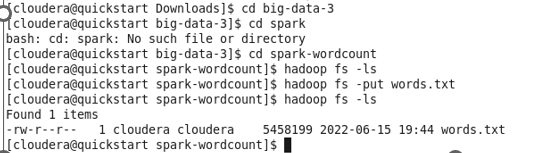 [cloudera@quickstart Downloads]$ cd big-data-3
[cloudera@quickstart big-data-3]$ cd spark
bash: cd: spark: No such file or directory
[cloudera@quickstart big-data-3]$ cd spark-wordcount
[cloudera@quickstart spark-wordcount]$ hadoop fs -ls
[cloudera@quickstart spark-wordcount]$ hadoop fs -put words.txt
[cloudera@quickstart spark-wordcount]$ hadoop fs -ls
Found 1 items
-rw-r--r--   1 cloudera cloudera    5458199 2022-06-15 19:44 words.txt
[cloudera@quickstart spark-wordcount]$